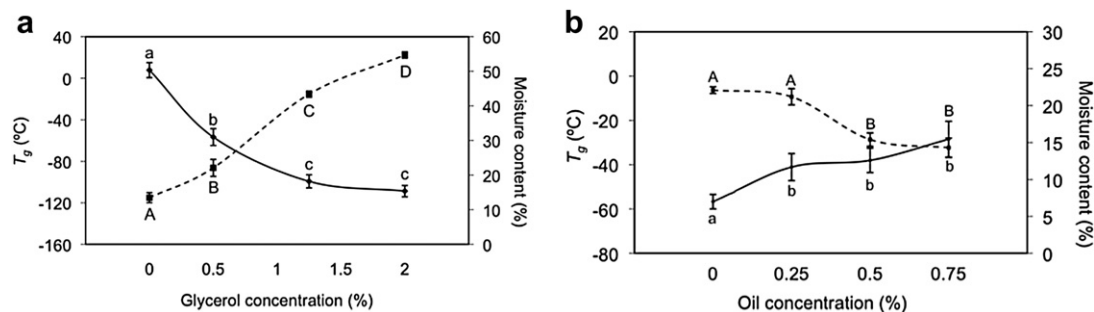 a
40
0
-40
-80
-120
-160
Tg (ºC)
60
50
40
30
20
10
0
Moisture content (%)
a
b
c
c
A
B
C
D
0 0.5 1 1.5 2
Glycerol concentration (%)
b
20
0
-20
-40
-60
-80
Tg (ºC)
30
25
20
15
10
5
0
Moisture content (%)
A
A
B
B
a
b
b
b
0 0.25 0.5 0.75
Oil concentration (%)